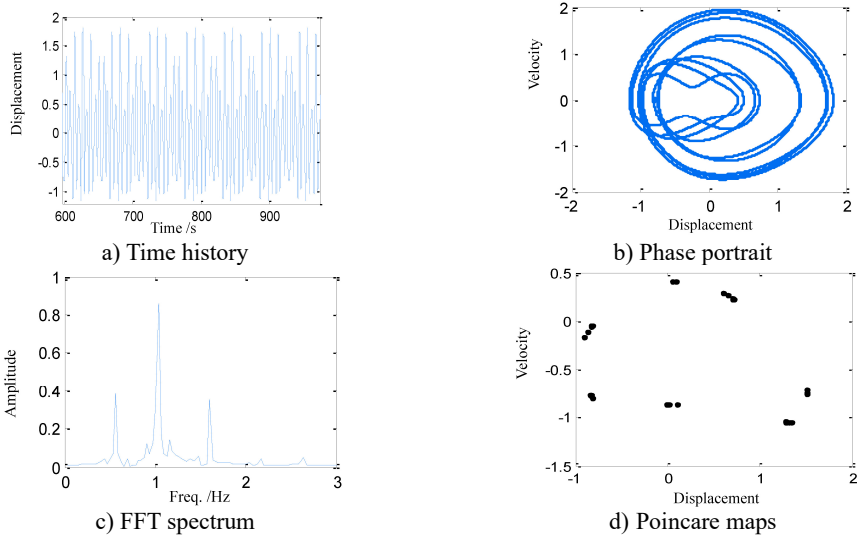 2
1.5
1
0.5
0
-0.5
-1
Displacement
600 700 800 900
Time /s
a) Time history
2
1
0
-1
-2
Velocity
-2 -1 0 1 2
Displacement
b) Phase portrait
1
0.8
0.6
0.4
0.2
0
Amplitude
0 1 2 3
Freq. /Hz
c) FFT spectrum
0.5
0
-0.5
-1
-1.5
Velocity
-1 0 1 2
Displacement
d) Poincare maps